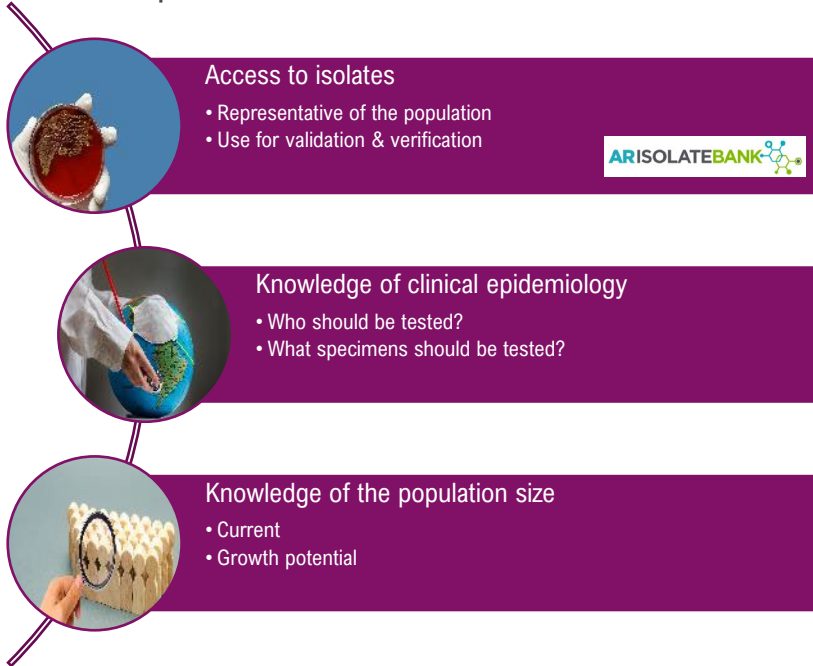 Access to isolates
• Representative of the population
• Use for validation & verification
ARISOLATEBANK
Knowledge of clinical epidemiology
• Who should be tested?
• What specimens should be tested?
Knowledge of the population size
• Current
• Growth potential